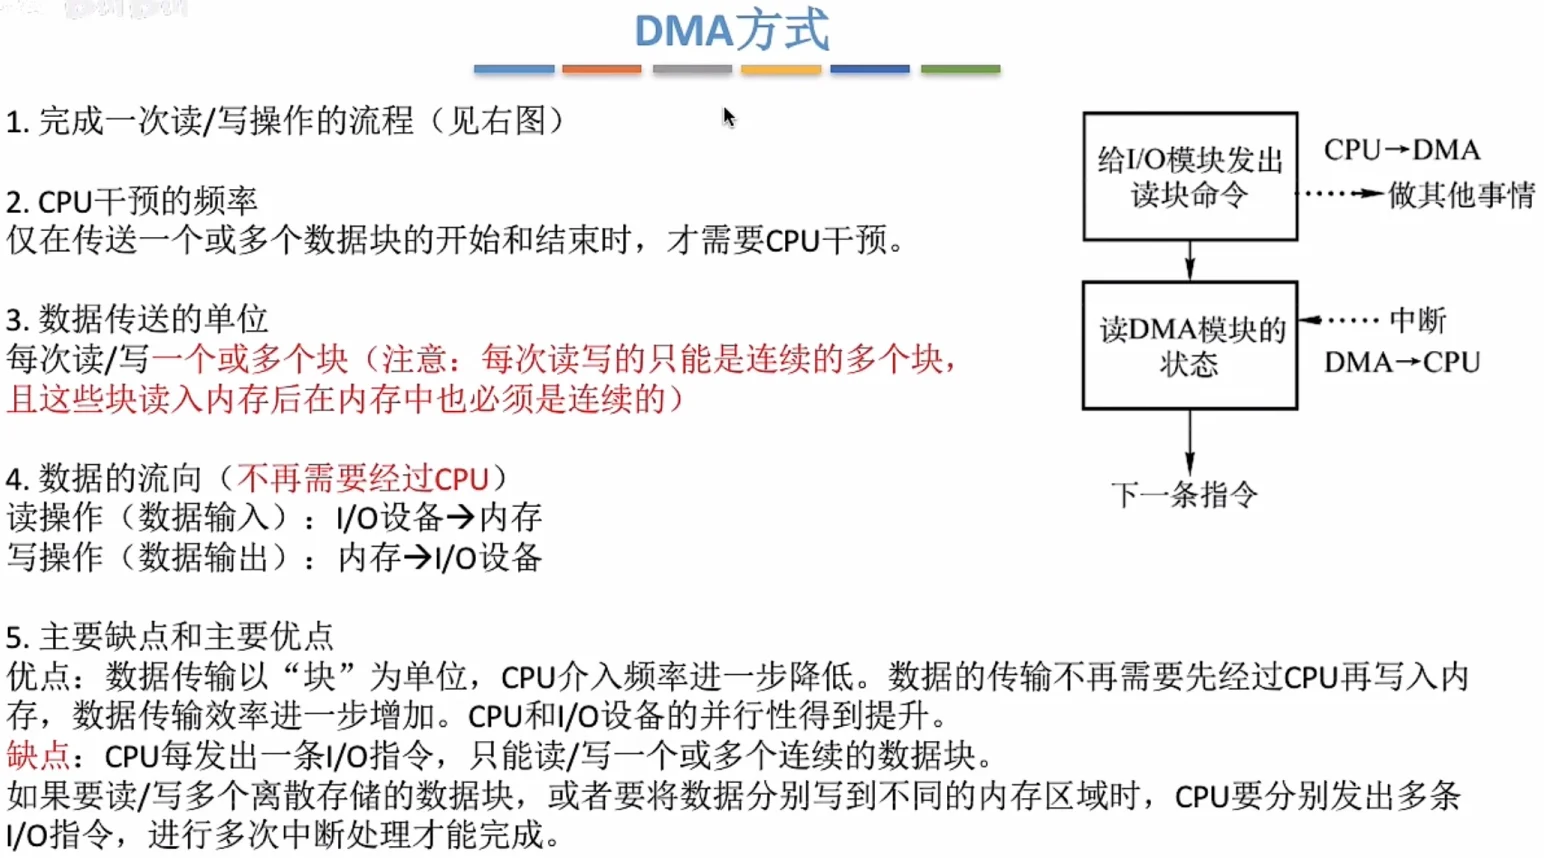 DMA方式
1. 完成一次读/写操作的流程（见右图）
2. CPU干预的频率
仅在传送一个或多个数据块的开始和结束时，才需要CPU干预。
3. 数据传送的单位
每次读/写一个或多个块（注意：每次读写的只能是连续的多个块，
且这些块读入内存后在内存中也必须是连续的）
4. 数据的流向（不再需要经过CPU）
读操作（数据输入）：I/O设备→内存
写操作（数据输出）：内存→I/O设备
5. 主要缺点和主要优点
优点：数据传输以“块”为单位，CPU介入频率进一步降低。数据的传输不再需要先经过CPU再写入内
存，数据传输效率进一步增加。CPU和I/O设备的并行性得到提升。
缺点：CPU每发出一条I/O指令，只能读/写一个或多个连续的数据块。
如果要读/写多个离散存储的数据块，或者要将数据分别写到不同的内存区域时，CPU要分别发出多条
I/O指令，进行多次中断处理才能完成。
给I/O模块发出
读块命令
CPU→DMA
做其他事情
读DMA模块的
状态
中断
DMA→CPU
下一条指令